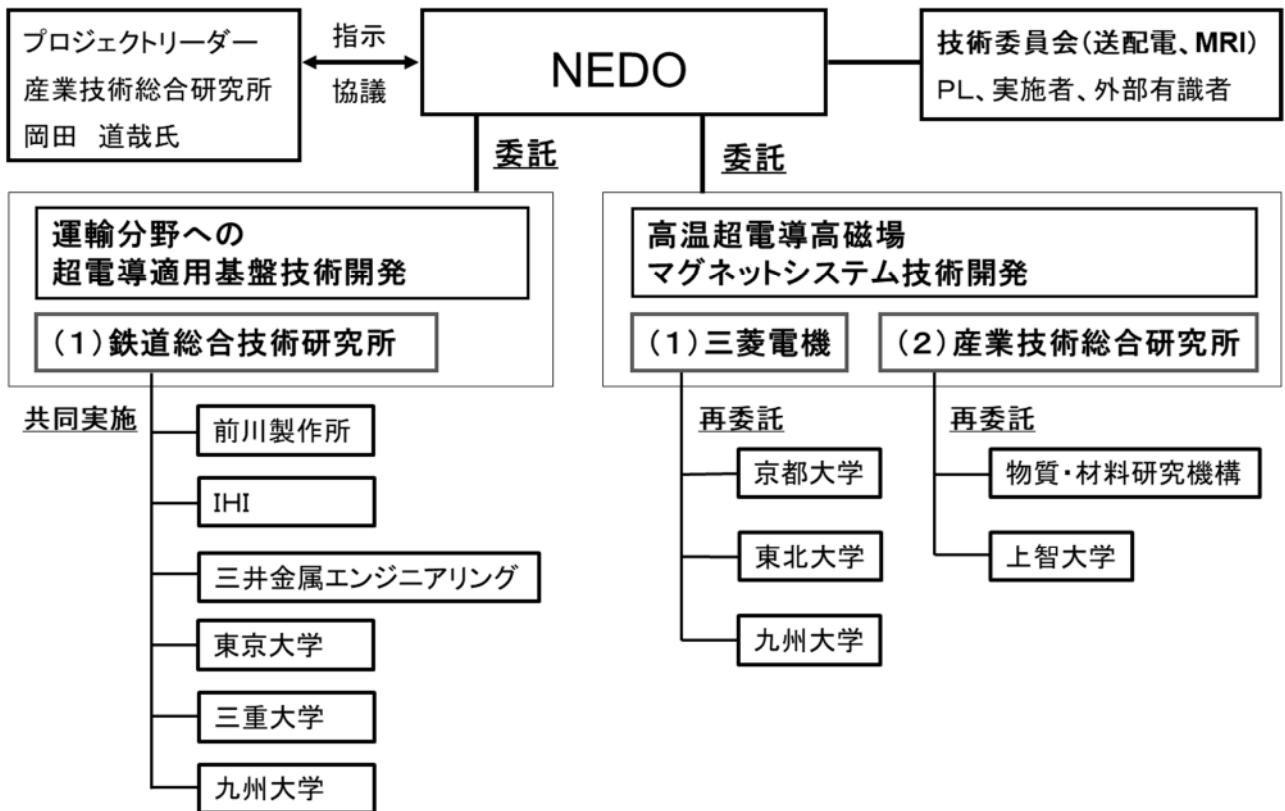 プロジェクトリーダー
産業技術総合研究所
岡田 道哉氏
指示
協議
NEDO
技術委員会(送配電、MRI)
PL、実施者、外部有識者
委託
委託
運輸分野への
超電導適用基盤技術開発
(1)鉄道総合技術研究所
高温超電導高磁場
マグネットシステム技術開発
(1)三菱電機
(2)産業技術総合研究所
共同実施
前川製作所
IHI
三井金属エンジニアリング
東京大学
三重大学
九州大学
再委託
京都大学
東北大学
九州大学
再委託
物質・材料研究機構
上智大学